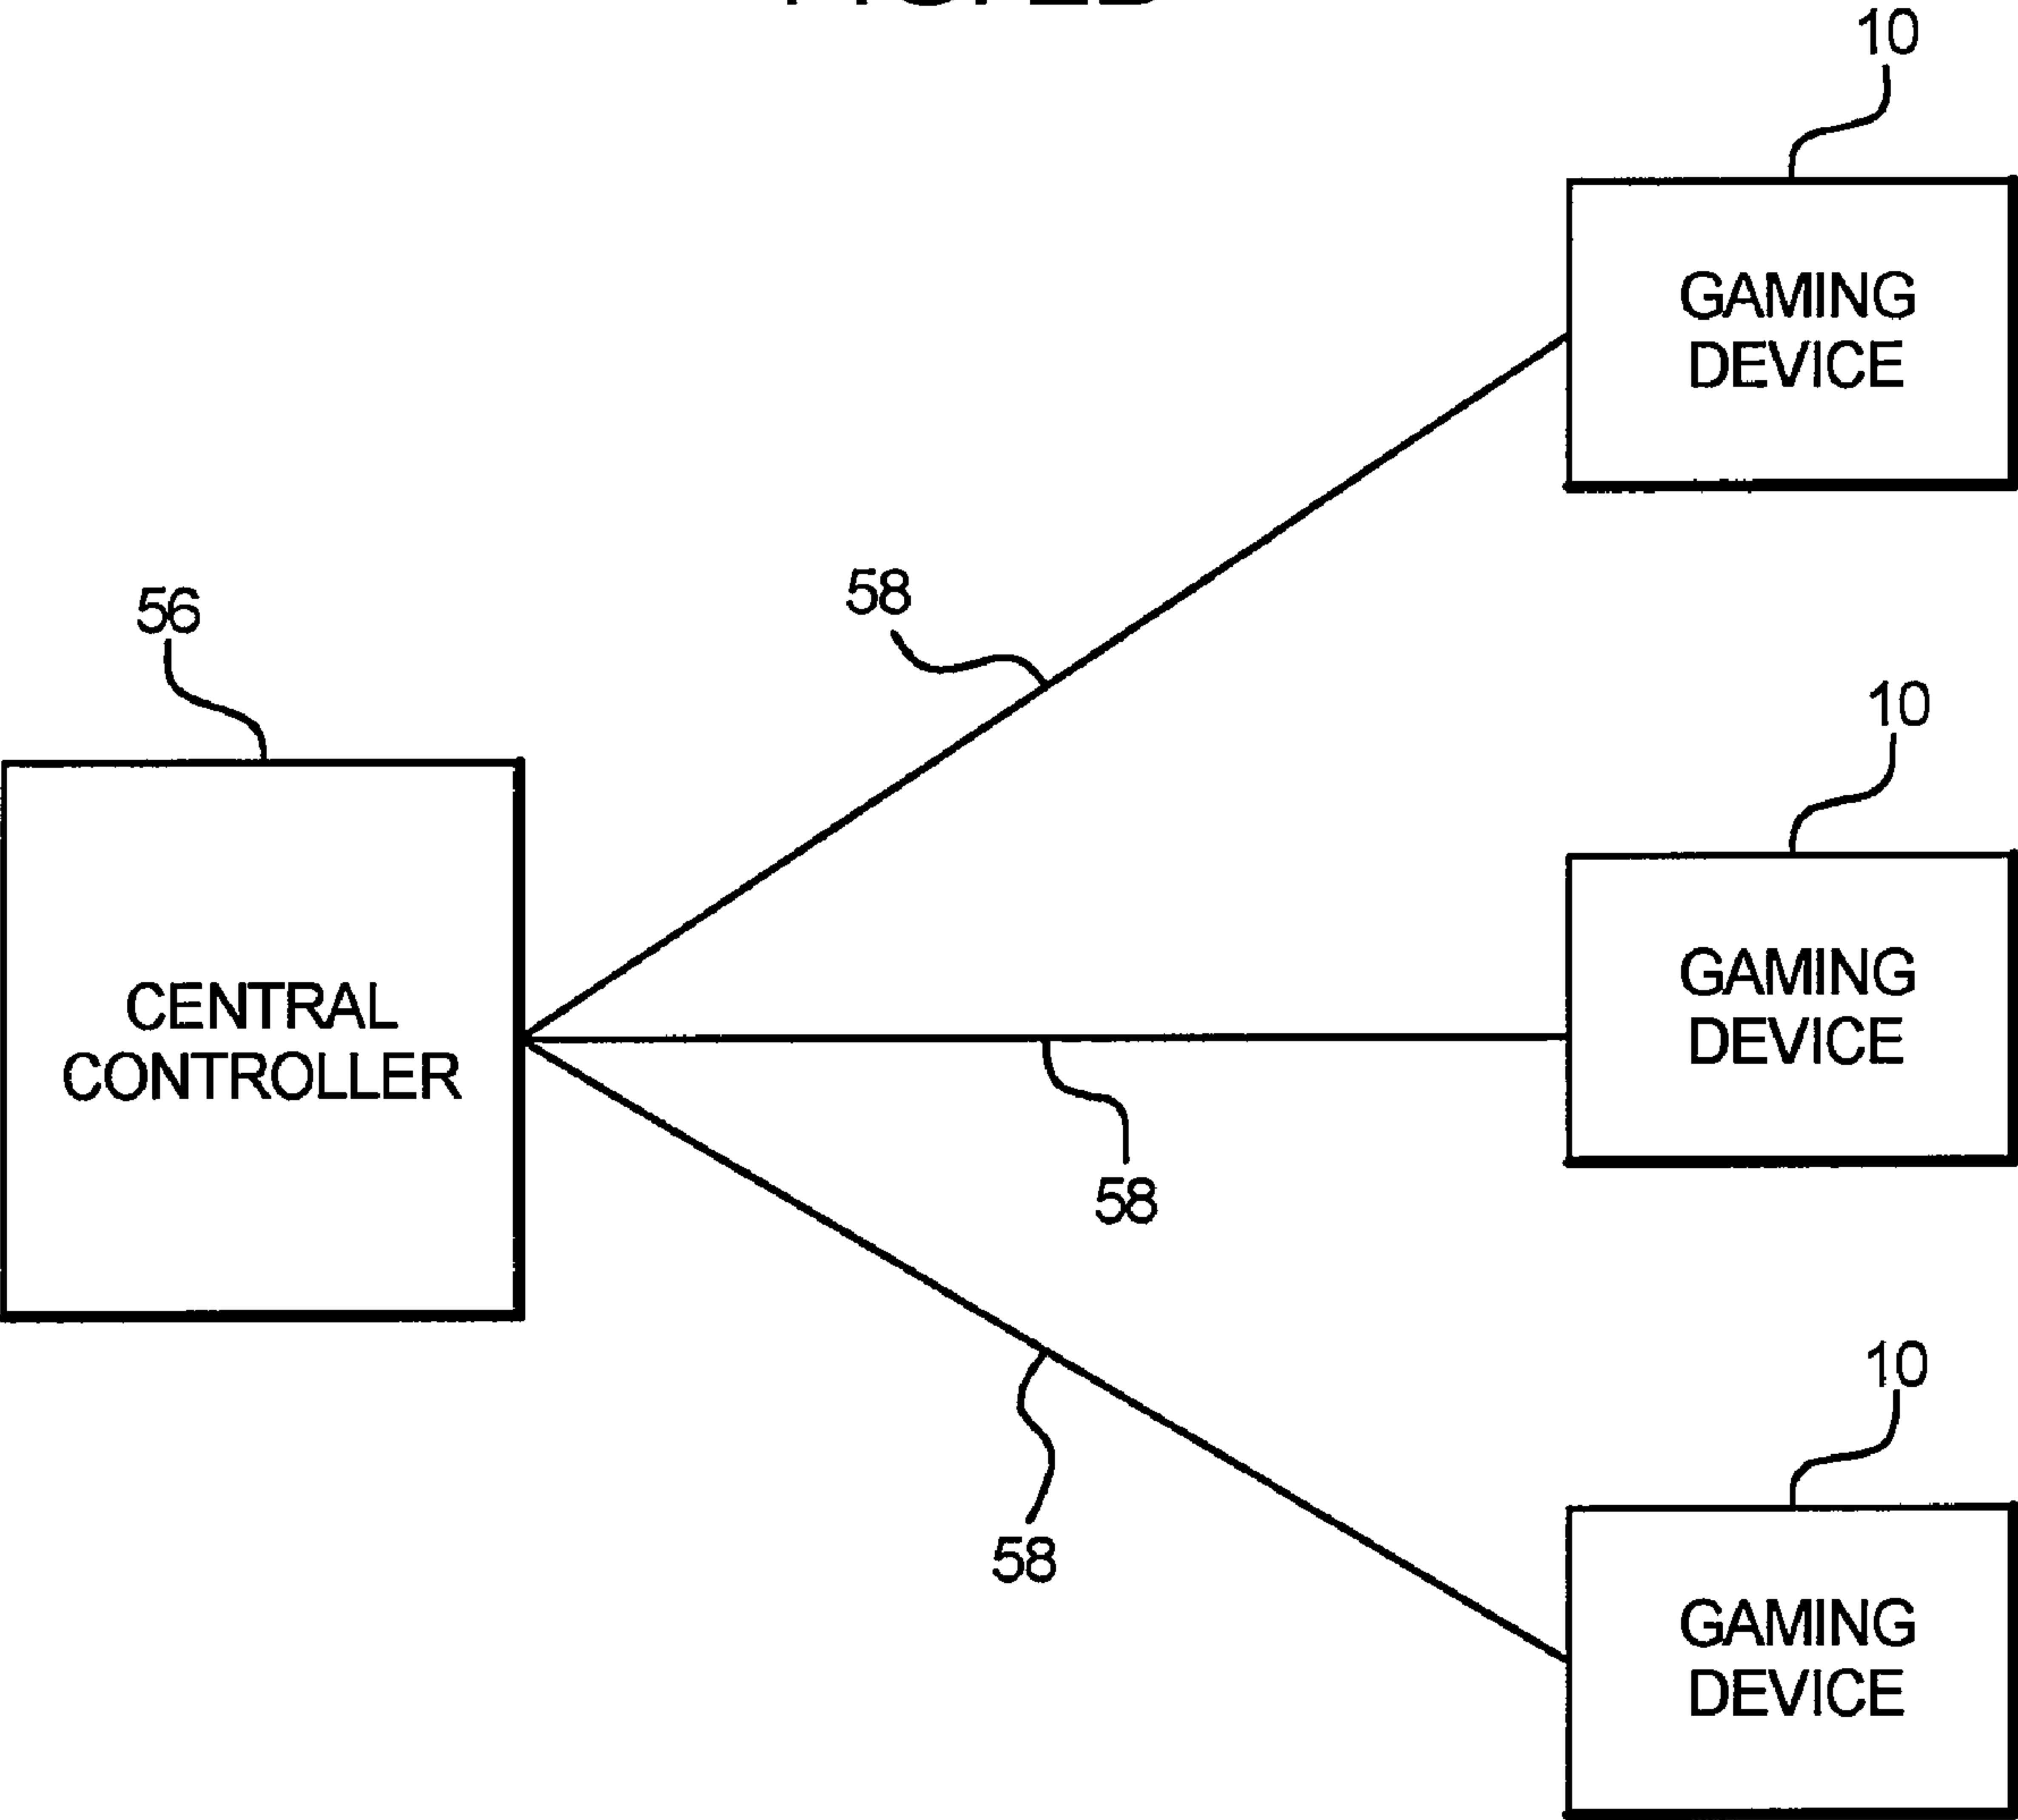 10
GAMING
DEVICE
58
56
10
CENTRAL
CONTROLLER
GAMING
DEVICE
58
10
58
GAMING
DEVICE